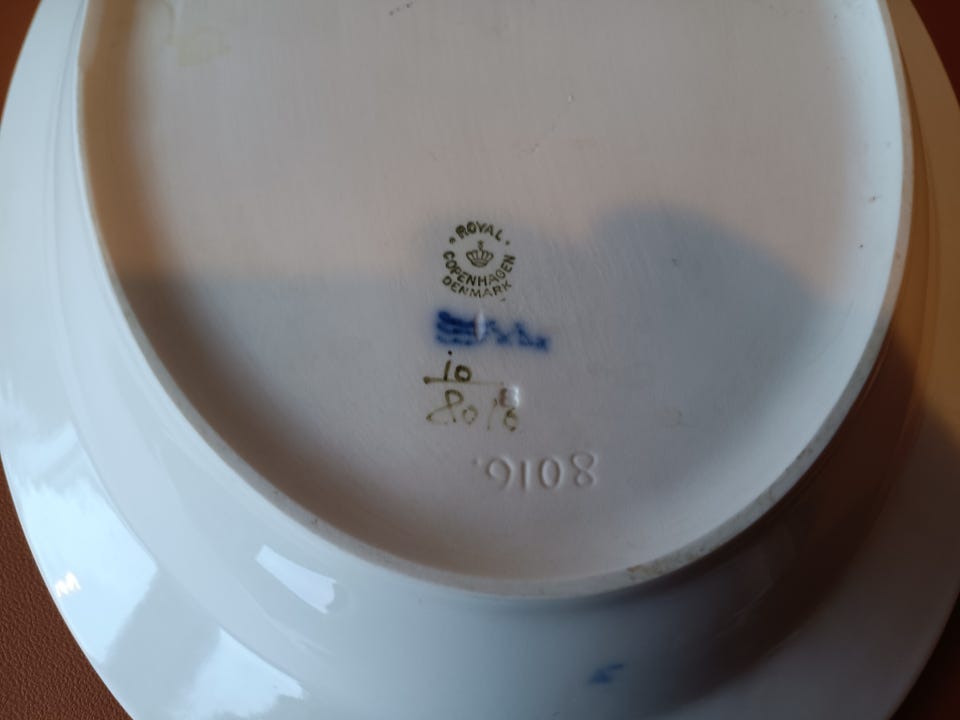 ROYAL
COPENHAGEN
DENMARK
10
8016
8016.